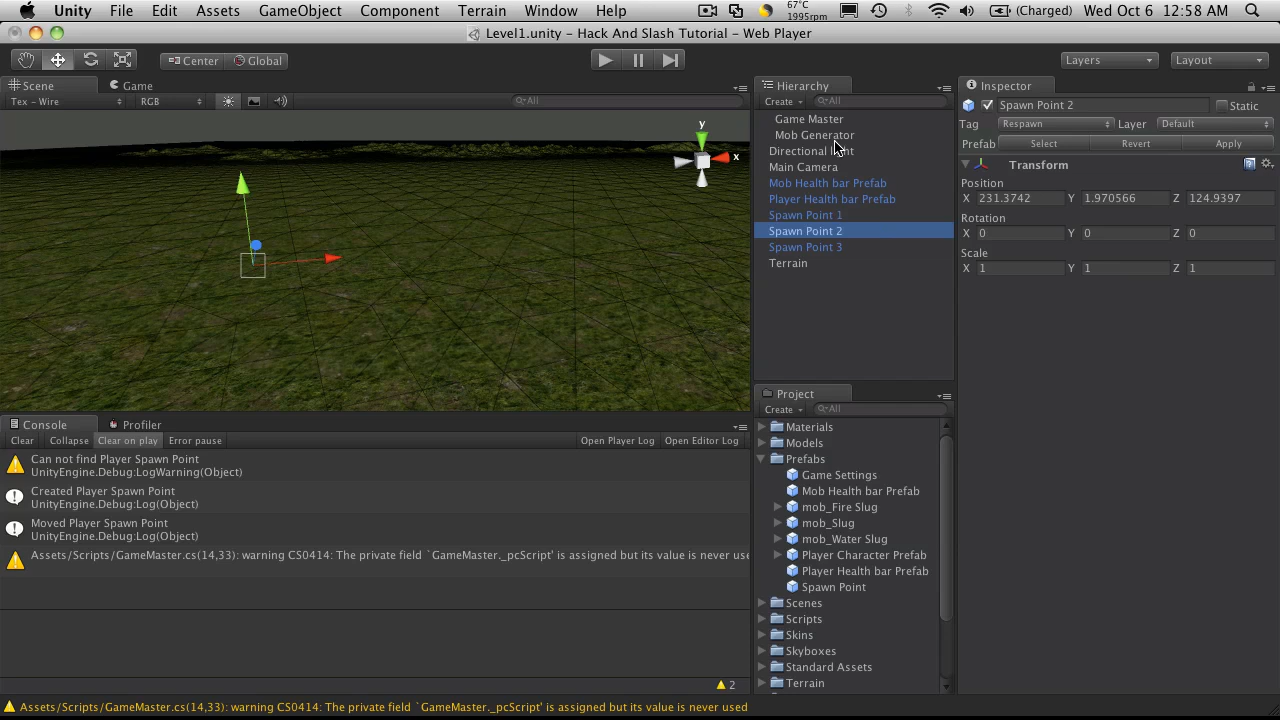 Unity File Edit Assets GameObject Component Terrain Window Help 67°C 1995rpm (Charged) Wed Oct 6 12:58 AM
Level1.unity - Hack And Slash Tutorial - Web Player
Center Global Layers Layout
Scene Game
Tex - Wire RGB All
y
x
Hierarchy
Create All
Game Master
Mob Generator
Directional light
Main Camera
Mob Health bar Prefab
Player Health bar Prefab
Spawn Point 1
Spawn Point 2
Spawn Point 3
Terrain
Inspector
Spawn Point 2 Static
Tag Respawn Layer Default
Prefab Select Revert Apply
Transform
Position
X 231.3742 Y 1.970566 Z 124.9397
Rotation
X 0 Y 0 Z 0
Scale
X 1 Y 1 Z 1
Project
Create All
Materials
Models
Prefabs
Game Settings
Mob Health bar Prefab
mob_Fire Slug
mob_Slug
mob_Water Slug
Player Character Prefab
Player Health bar Prefab
Spawn Point
Scenes
Scripts
Skins
Skyboxes
Standard Assets
Terrain
Console Profiler
Clear Collapse Clear on play Error pause Open Player Log Open Editor Log
Can not find Player Spawn Point
UnityEngine.Debug:LogWarning(Object)
Created Player Spawn Point
UnityEngine.Debug:Log(Object)
Moved Player Spawn Point
UnityEngine.Debug:Log(Object)
Assets/Scripts/GameMaster.cs(14,33): warning CS0414: The private field `GameMaster._pcScript' is assigned but its value is never use
2
Assets/Scripts/GameMaster.cs(14,33): warning CS0414: The private field `GameMaster._pcScript' is assigned but its value is never used